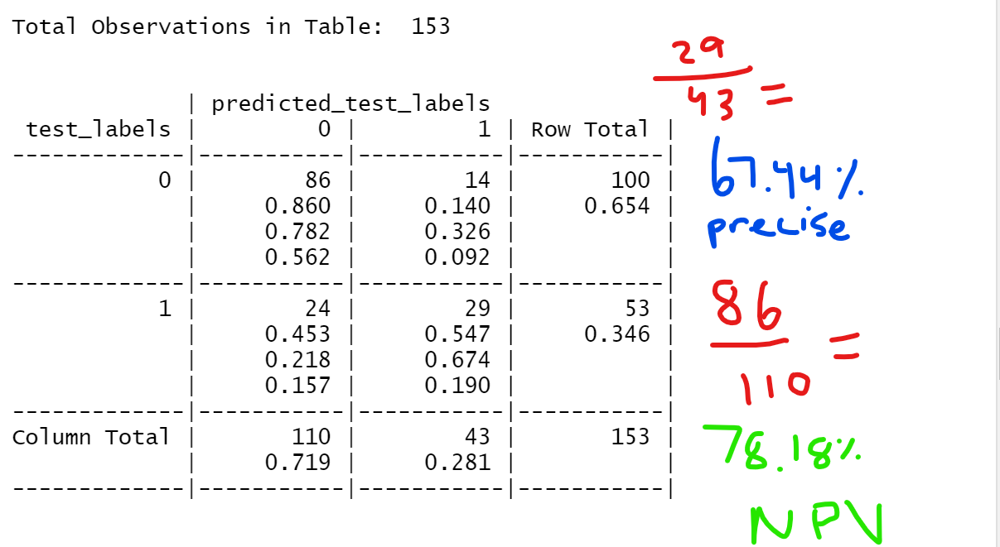 Total Observations in Table:  153
             | predicted_test_labels
 test_labels |         0 |         1 | Row Total |
-------------|-----------|-----------|-----------|
           0 |        86 |        14 |       100 |
             |     0.860 |     0.140 |     0.654 |
             |     0.782 |     0.326 |           |
             |     0.562 |     0.092 |           |
-------------|-----------|-----------|-----------|
           1 |        24 |        29 |        53 |
             |     0.453 |     0.547 |     0.346 |
             |     0.218 |     0.674 |           |
             |     0.157 |     0.190 |           |
-------------|-----------|-----------|-----------|
Column Total |       110 |        43 |       153 |
             |     0.719 |     0.281 |           |
-------------|-----------|-----------|-----------|
29
43 =
67.44%
precise
86
110 =
78.18%
NPV